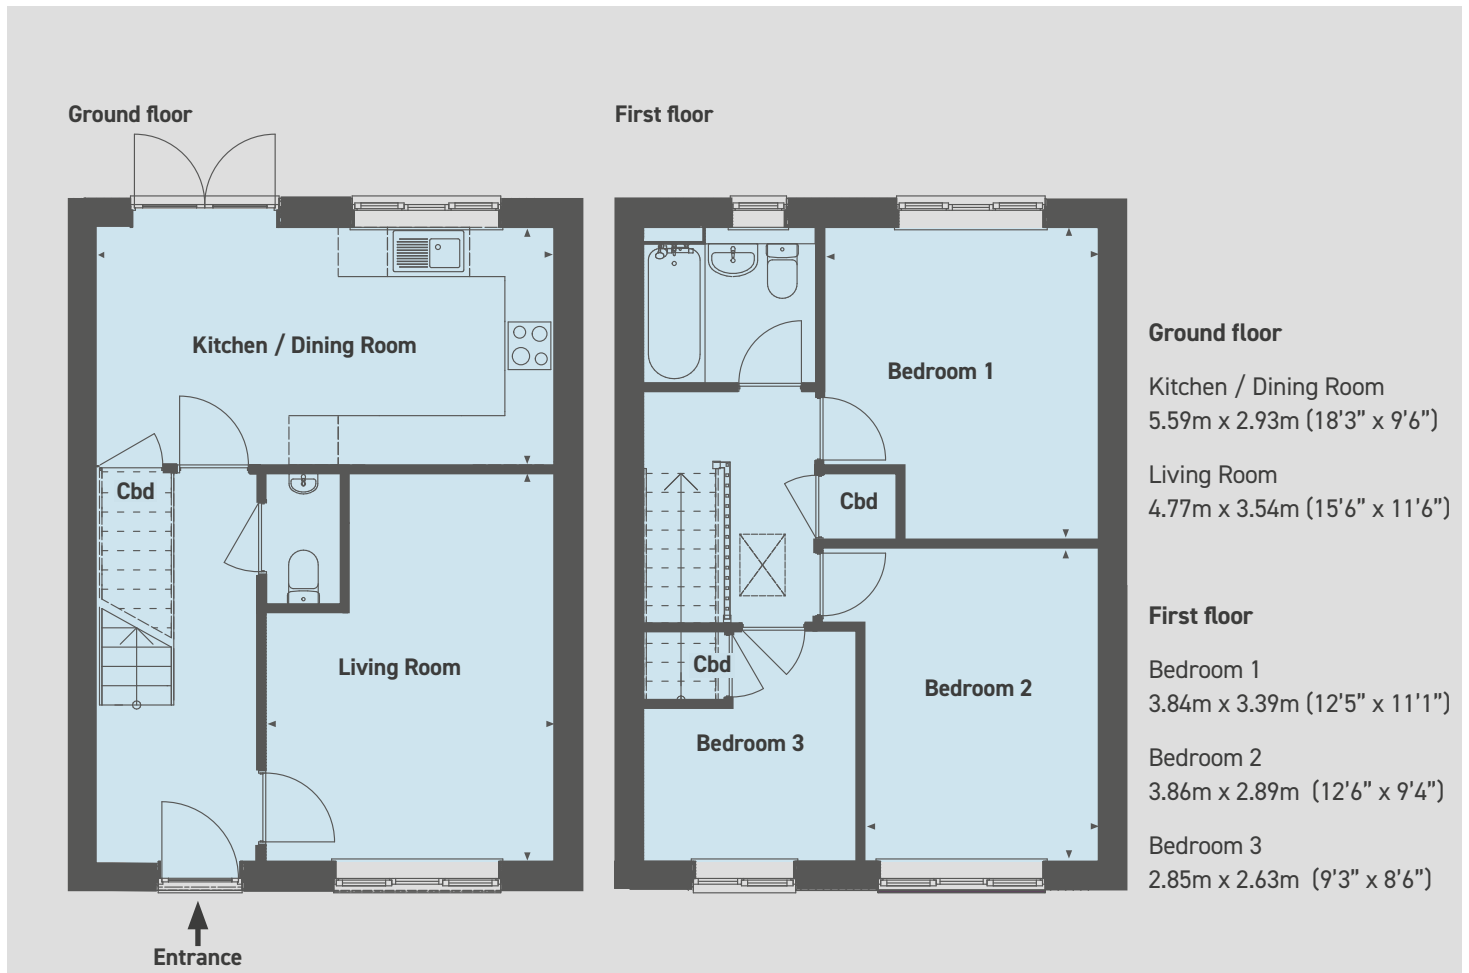 Ground floor
First floor
Kitchen / Dining Room
Cbd
Living Room
Entrance
Bedroom 1
Cbd
Cbd
Bedroom 2
Bedroom 3
Ground floor
Kitchen / Dining Room
5.59m x 2.93m (18'3” x 9'6”)
Living Room
4.77m x 3.54m (15'6” x 11'6”)
First floor
Bedroom 1
3.84m x 3.39m (12'5” x 11'1”)
Bedroom 2
3.86m x 2.89m (12'6” x 9'4”)
Bedroom 3
2.85m x 2.63m (9'3” x 8'6”)